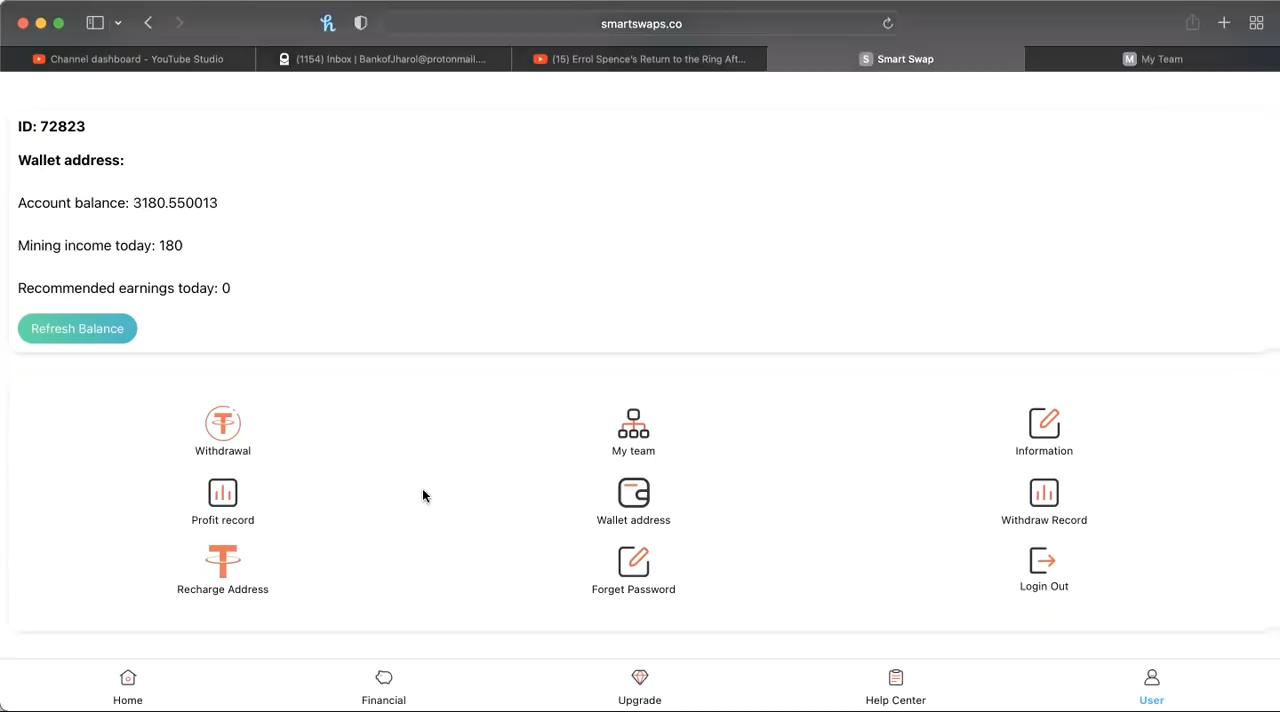 smartswaps.co
Channel dashboard - YouTube Studio
(1154) Inbox | BankofJharol@protonmail....
(15) Errol Spence's Return to the Ring Aft...
S Smart Swap
M My Team
ID: 72823
Wallet address:
Account balance: 3180.550013
Mining income today: 180
Recommended earnings today: 0
Refresh Balance
Withdrawal
My team
Information
Profit record
Wallet address
Withdraw Record
Recharge Address
Forget Password
Login Out
Home
Financial
Upgrade
Help Center
User